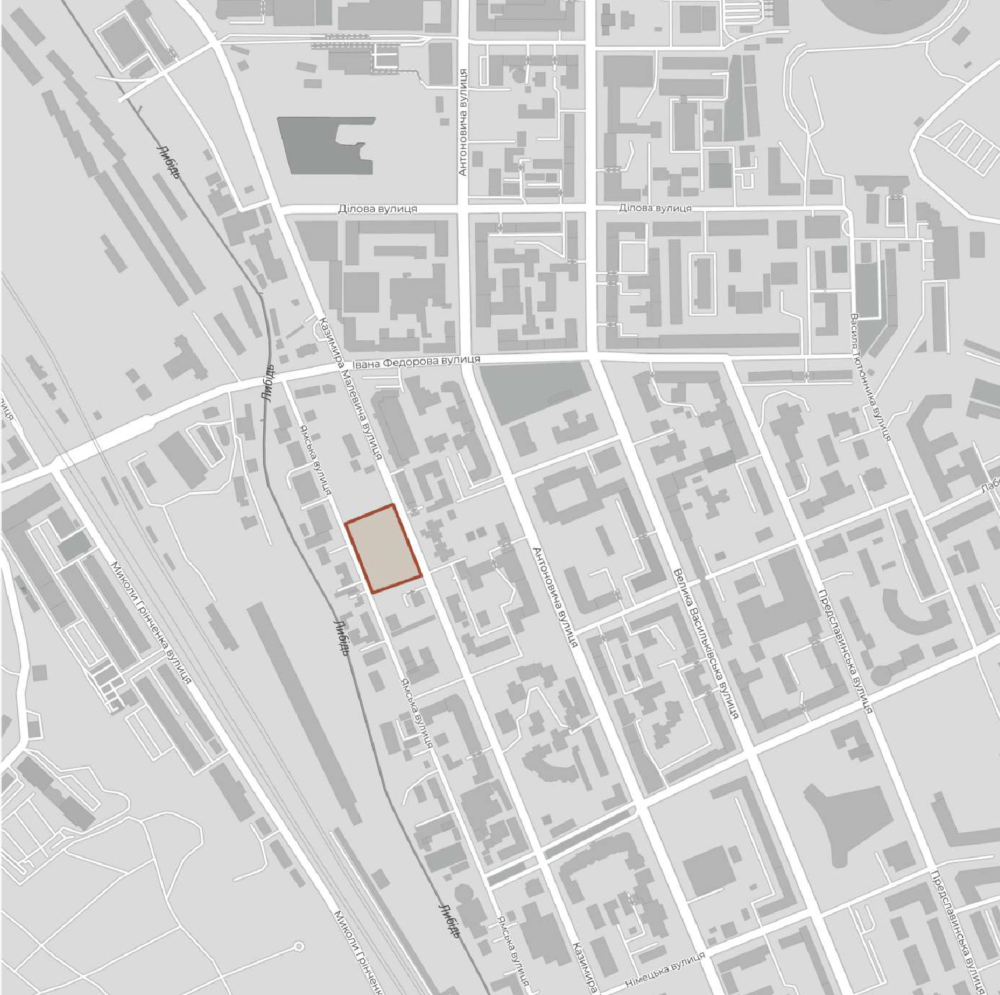 Антоновича вулиця
Либідь
Ділова вулиця
Ділова вулиця
Казимира Малевича вулиця
Василя Тютюнника вулиця
Івана Федорова вулиця
Либідь
Ямська вулиця
Лабо
Антоновича вулиця
Миколи Грінченка вулиця
Велика Васильківська вулиця
Предславинська вулиця
Либідь
Ямська вулиця
Предславинська вулиця
Либідь
Миколи Грінченк
Ямська вулиця
Казимира
Німецька вулиця